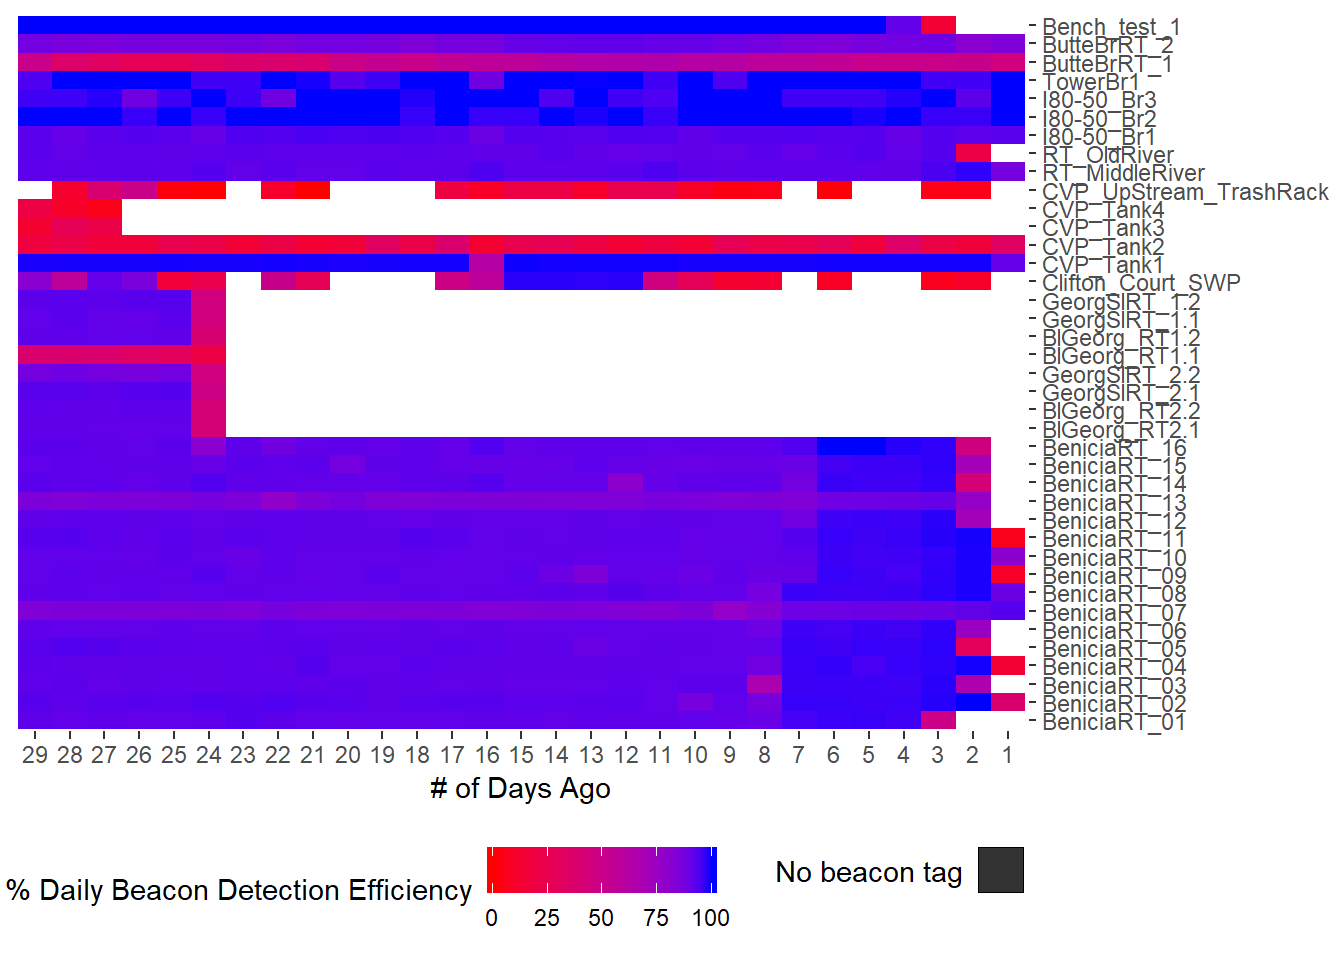 Bench_test_1
ButteBrRT_2
ButteBrRT_1
TowerBr1
I80-50_Br3
I80-50_Br2
I80-50_Br1
RT_OldRiver
RT_MiddleRiver
CVP_UpStream_TrashRack
CVP_Tank4
CVP_Tank3
CVP_Tank2
CVP_Tank1
Clifton_Court_SWP
GeorgSlRT_1.2
GeorgSlRT_1.1
BlGeorg_RT1.2
BlGeorg_RT1.1
GeorgSlRT_2.2
GeorgSlRT_2.1
BlGeorg_RT2.2
BlGeorg_RT2.1
BeniciaRT_16
BeniciaRT_15
BeniciaRT_14
BeniciaRT_13
BeniciaRT_12
BeniciaRT_11
BeniciaRT_10
BeniciaRT_09
BeniciaRT_08
BeniciaRT_07
BeniciaRT_06
BeniciaRT_05
BeniciaRT_04
BeniciaRT_03
BeniciaRT_02
BeniciaRT_01
29 28 27 26 25 24 23 22 21 20 19 18 17 16 15 14 13 12 11 10 9 8 7 6 5 4 3 2 1
# of Days Ago
% Daily Beacon Detection Efficiency
0 25 50 75 100
No beacon tag